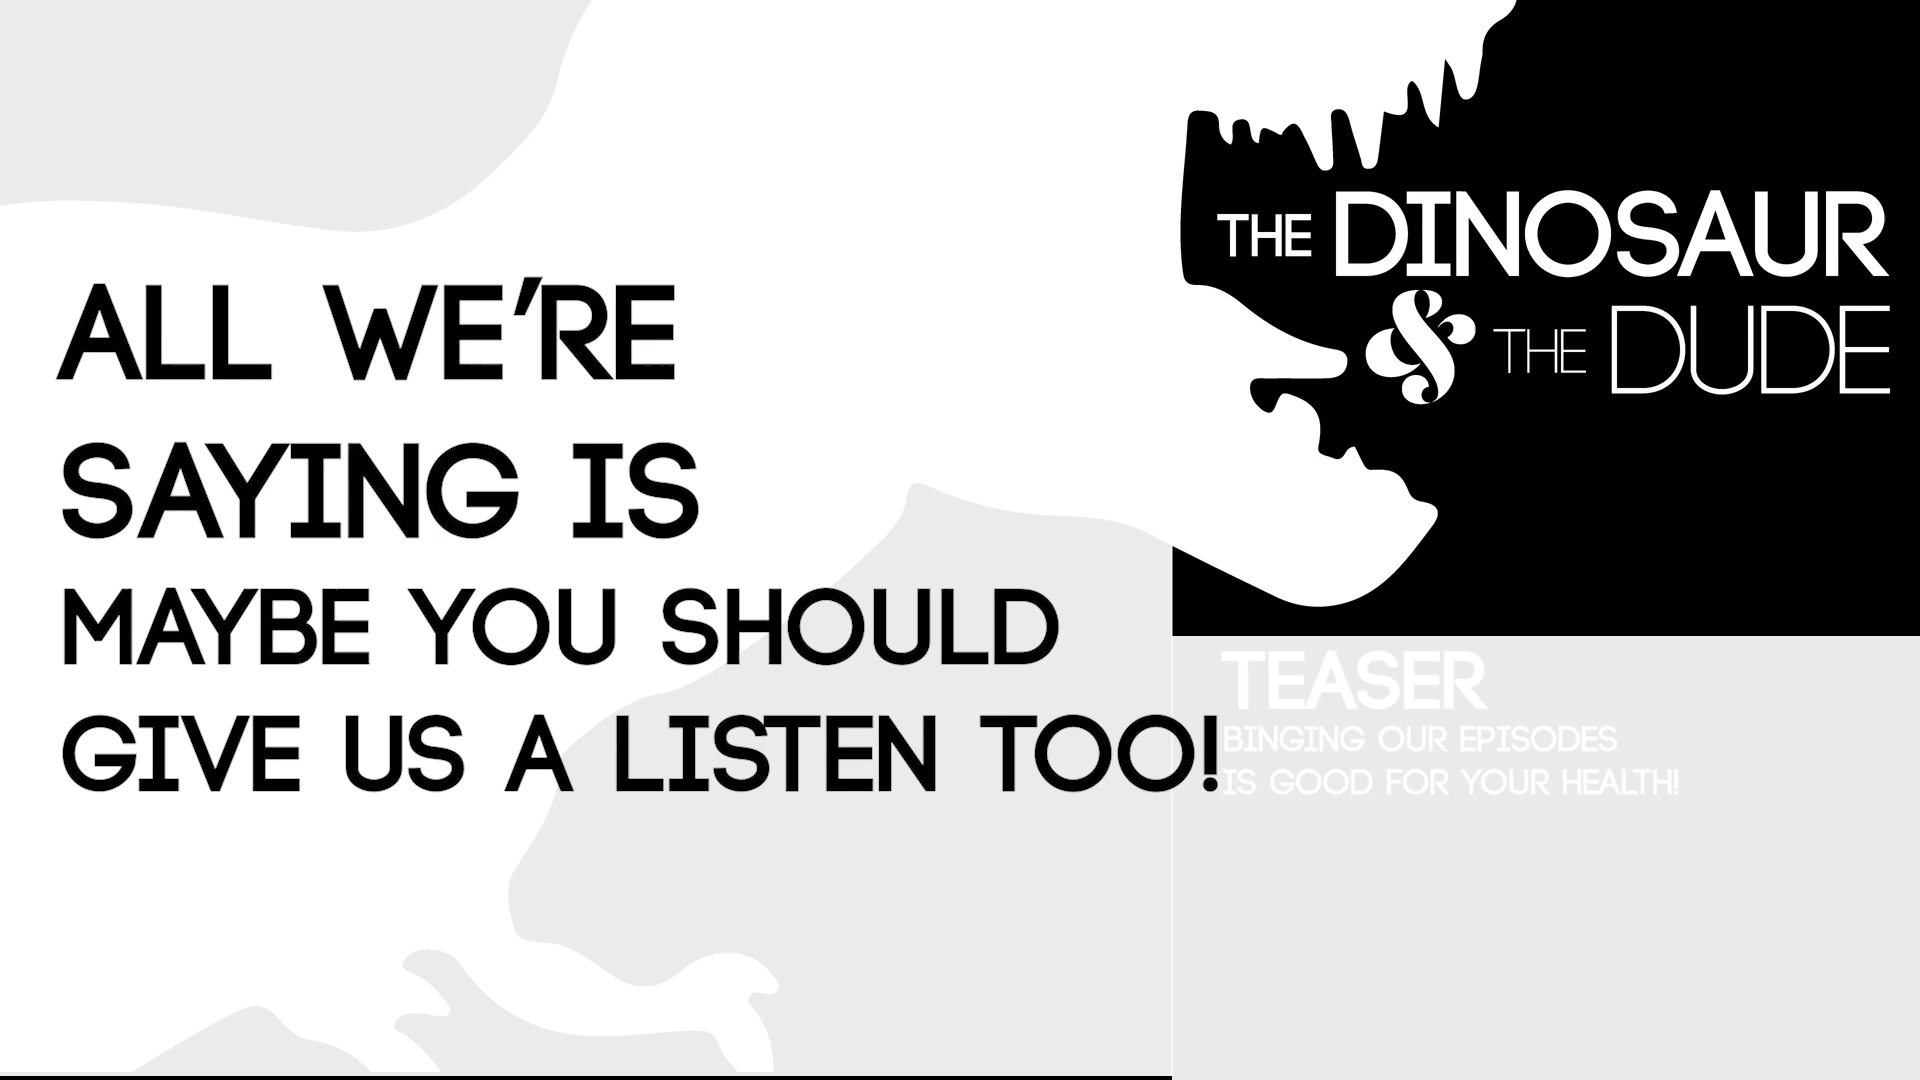 ALL WE'RE
SAYING IS
MAYBE YOU SHOULD
GIVE US A LISTEN TOO!
THE DINOSAUR
& THE DUDE
TEASER
BINGING OUR EPISODES
IS GOOD FOR YOUR HEALTH!